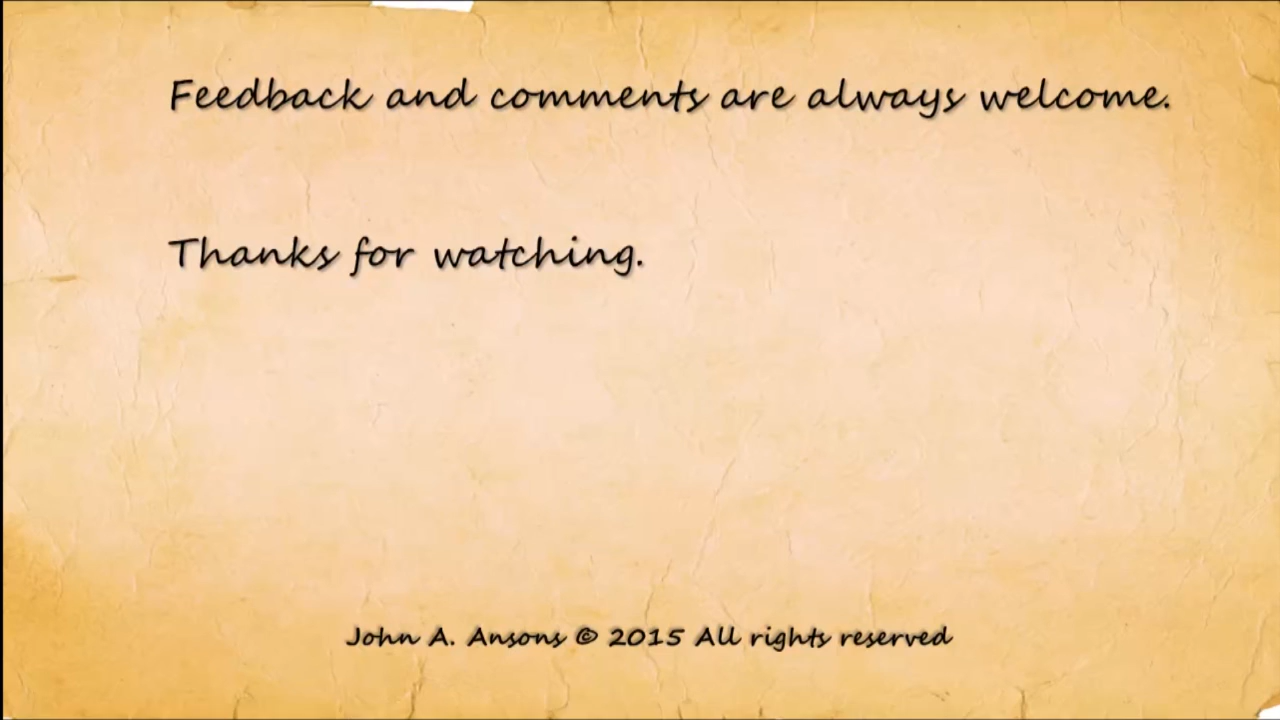 Feedback and comments are always welcome.
Thanks for watching.
John A. Ansons © 2015 All rights reserved